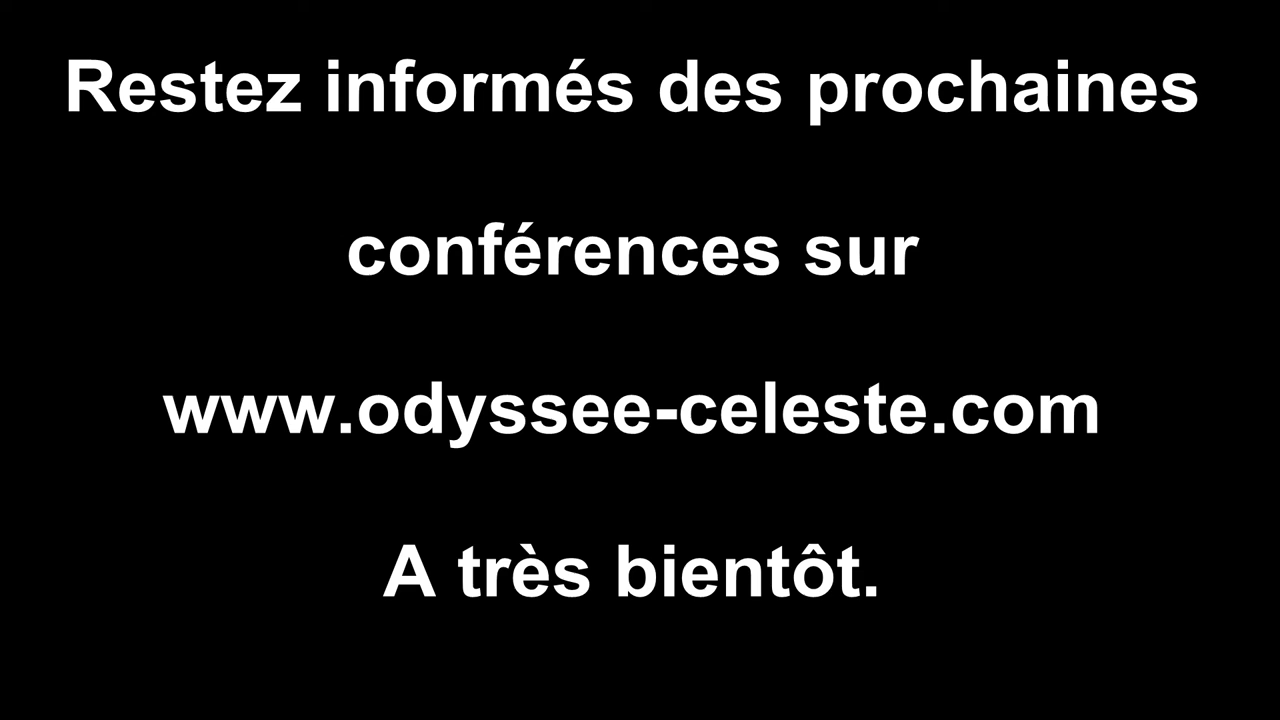 Restez informés des prochaines
conférences sur
www.odyssee-celeste.com
A très bientôt.